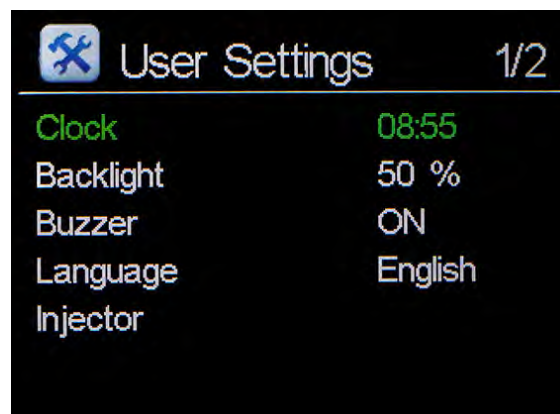 User Settings 1/2
Clock 08:55
Backlight 50 %
Buzzer ON
Language English
Injector